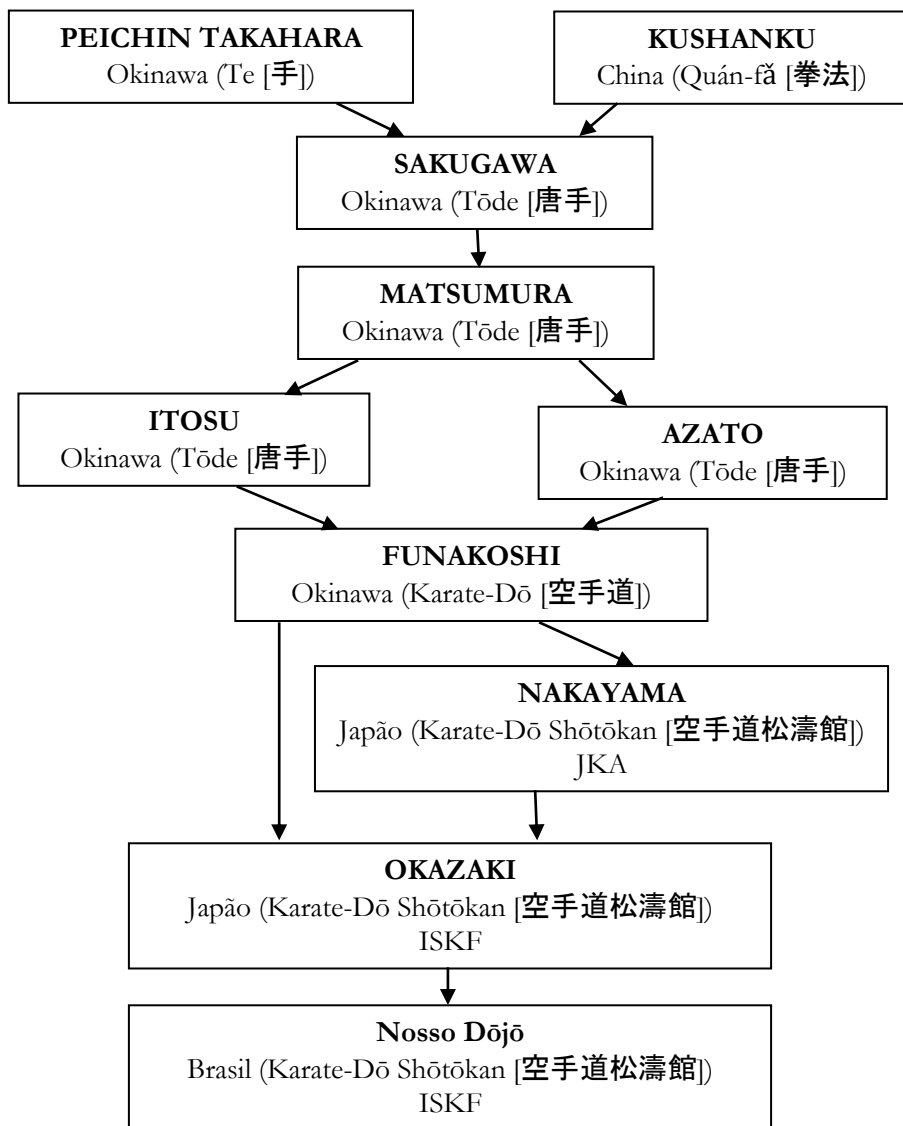 PEICHIN TAKAHARA
Okinawa (Te [手])
KUSHANKU
China (Quán-fǎ [拳法])
SAKUGAWA
Okinawa (Tōde [唐手])
MATSUMURA
Okinawa (Tōde [唐手])
ITOSU
Okinawa (Tōde [唐手])
AZATO
Okinawa (Tōde [唐手])
FUNAKOSHI
Okinawa (Karate-Dō [空手道])
NAKAYAMA
Japão (Karate-Dō Shōtōkan [空手道松濤館])
JKA
OKAZAKI
Japão (Karate-Dō Shōtōkan [空手道松濤館])
ISKF
Nosso Dōjō
Brasil (Karate-Dō Shōtōkan [空手道松濤館])
ISKF